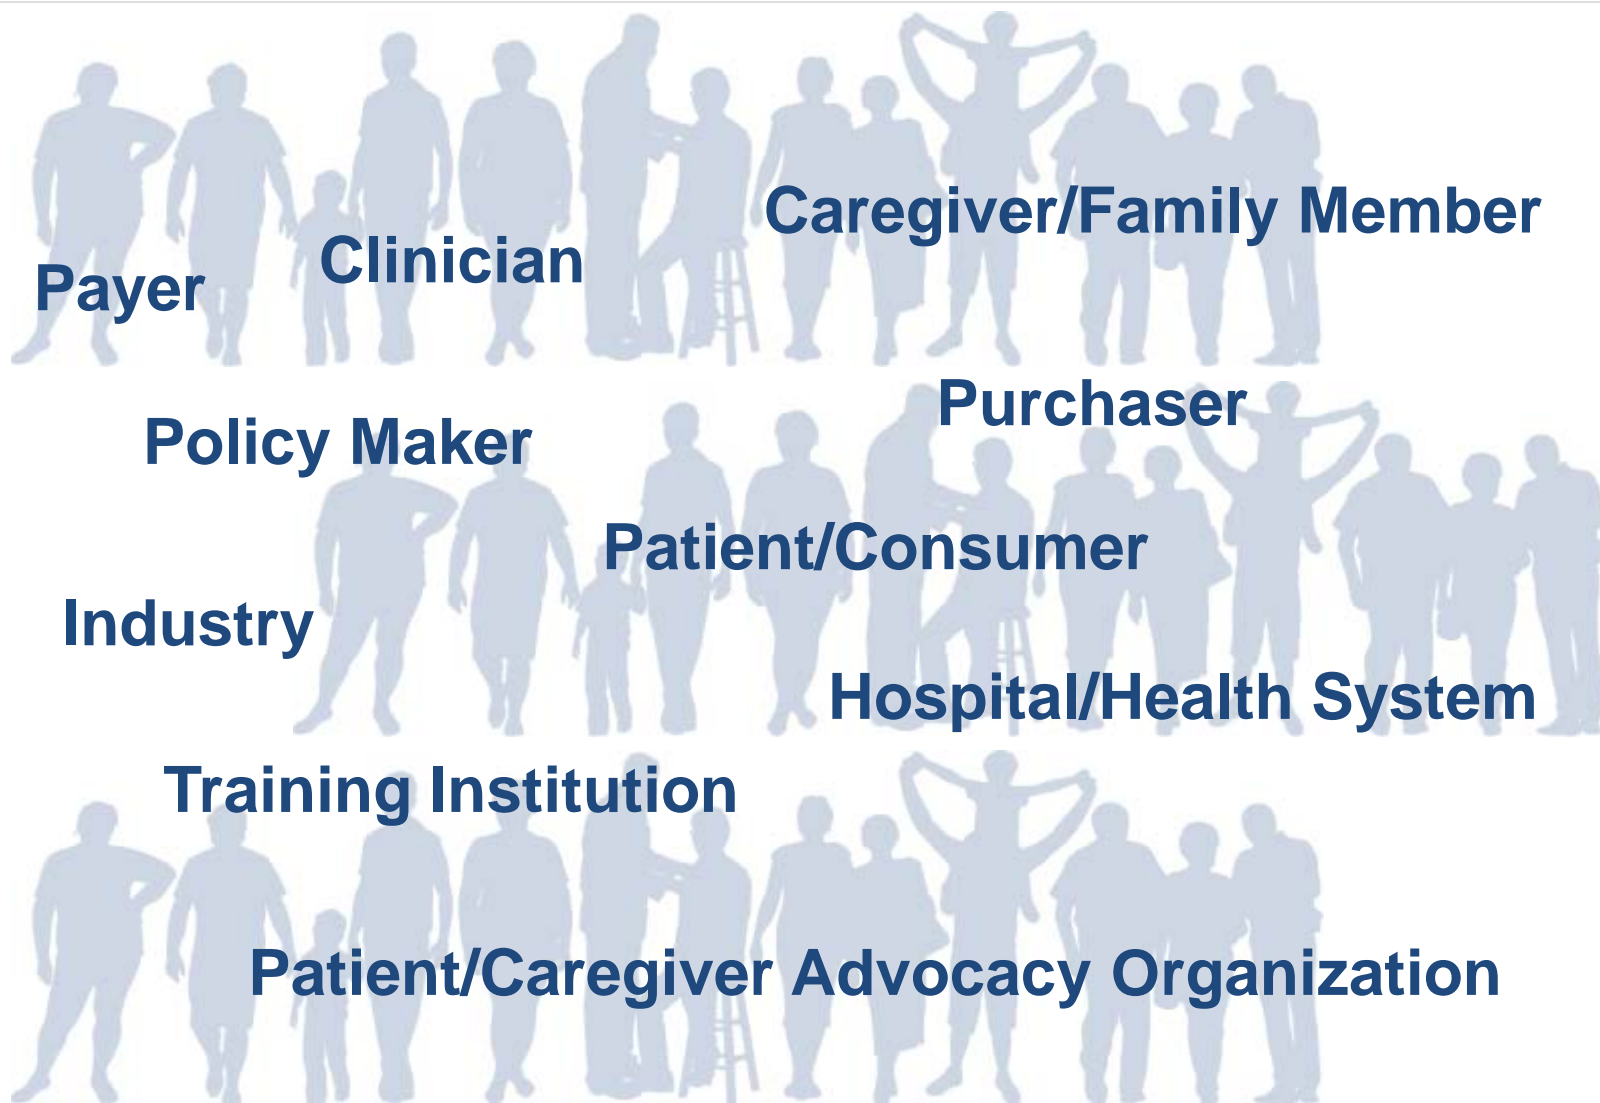 Caregiver/Family Member
Clinician
Payer
Purchaser
Policy Maker
Patient/Consumer
Industry
Hospital/Health System
Training Institution
Patient/Caregiver Advocacy Organization